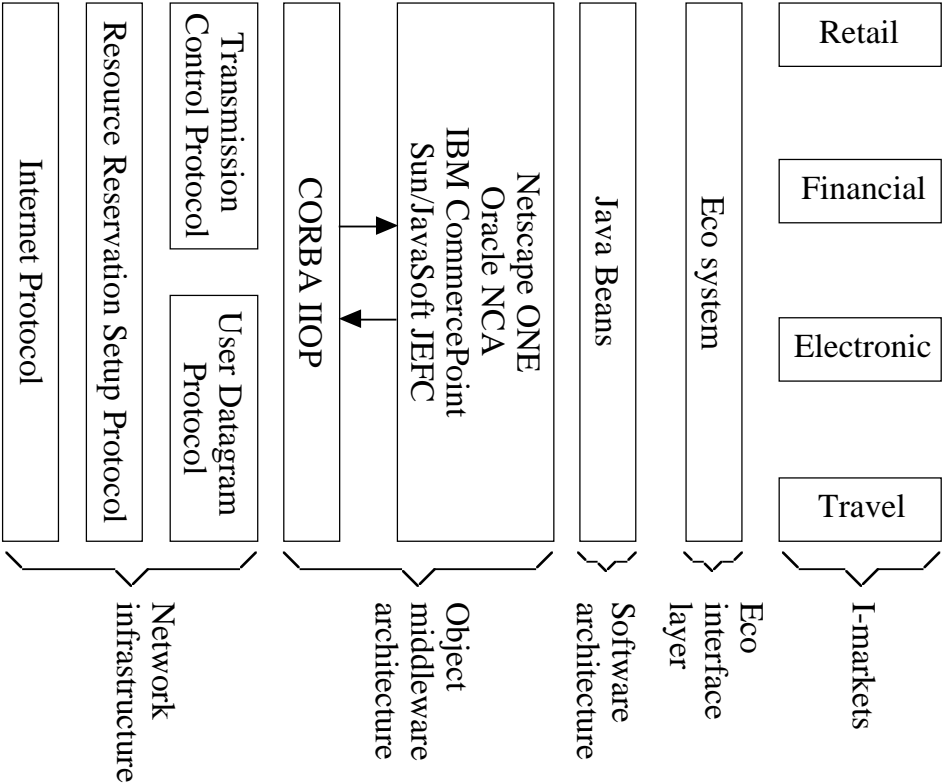 Retail
Financial
Electronic
Travel
I-markets
Eco system
Eco
interface
layer
Java Beans
Software
architecture
Netscape ONE
Oracle NCA
IBM CommercePoint
Sun/JavaSoft JEFC
CORBA IIOP
Object
middleware
architecture
Transmission
Control Protocol
User Datagram
Protocol
Resource Reservation Setup Protocol
Internet Protocol
Network
infrastructure